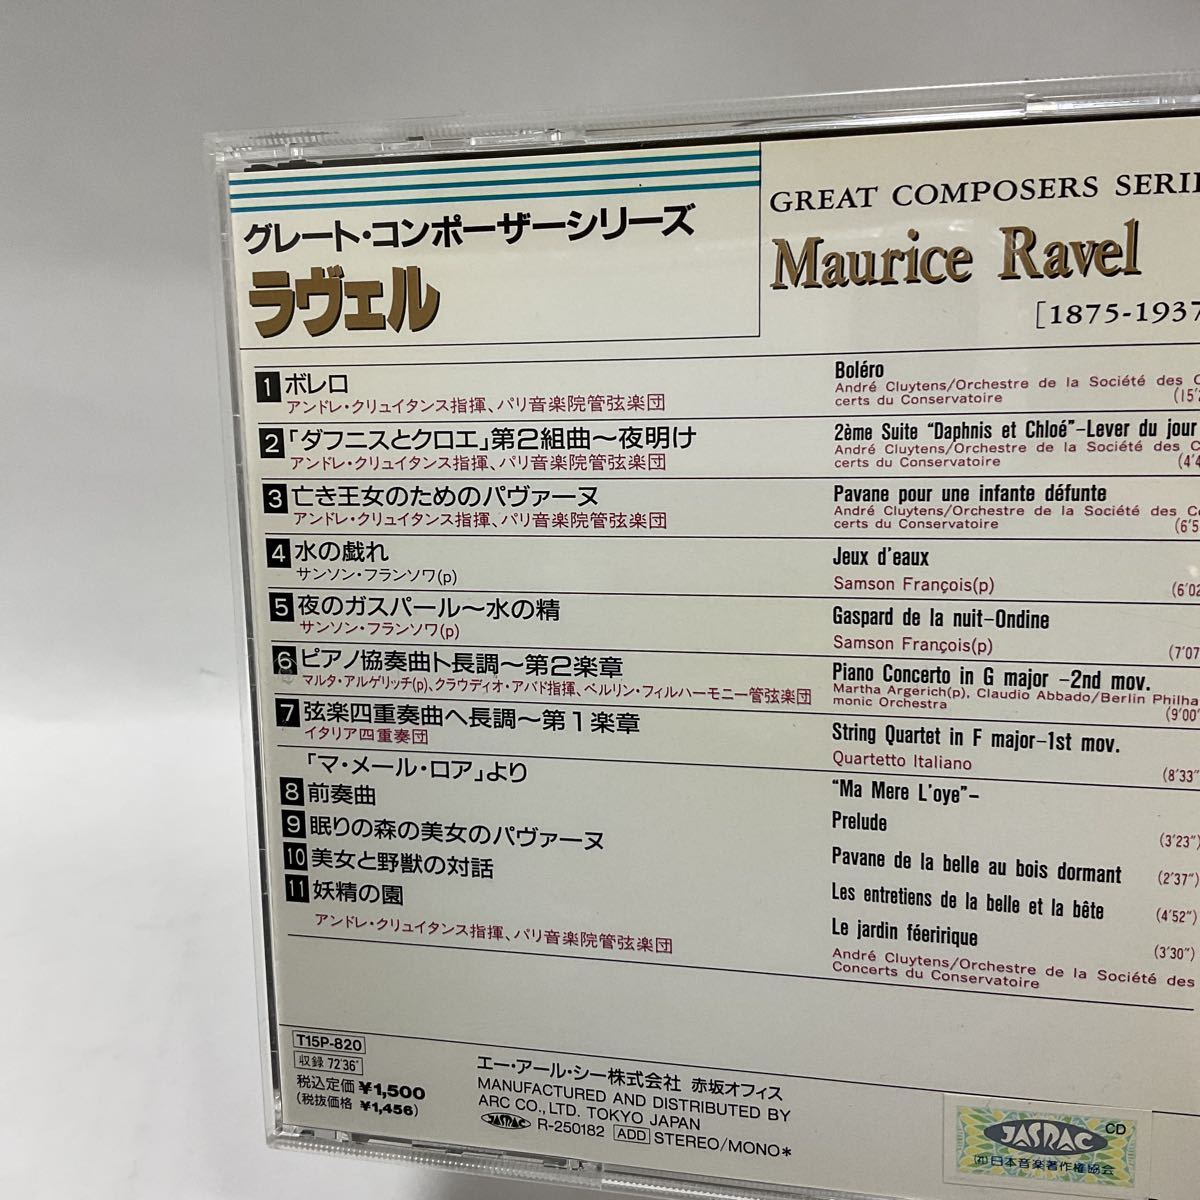 グレート・コンポーザーシリーズ
ラヴェル
GREAT COMPOSERS
Maurice Ravel
[1875-1937
1 ボレロ
アンドレ・クリュイタンス指揮、パリ音楽院管弦楽団
Boléro
André Cluytens/Orchestre de la Société des
certs du Conservatoire
2 「ダフニスとクロエ」第2組曲〜夜明け
アンドレ・クリュイタンス指揮、パリ音楽院管弦楽団
2ème Suite "Daphnis et Chloé"–Lever du jour
André Cluytens/Orchestre de la Société des
certs du Conservatoire
3 亡き王女のためのパヴァーヌ
アンドレ・クリュイタンス指揮、パリ音楽院管弦楽団
Pavane pour une infante défunte
André Cluytens/Orchestre de la Société des
certs du Conservatoire
4 水の戯れ
サンソン・フランソワ(p)
Jeux d'eaux
Samson François(p)
(6'02
5 夜のガスパール〜水の精
サンソン・フランソワ(p)
Gaspard de la nuit–Ondine
Samson François(p)
(7'07
6 ピアノ協奏曲ト長調〜第2楽章
マルタ・アルゲリッチ(p)、クラウディオ・アバド指揮、ベルリン・フィルハーモニー管弦楽団
Piano Concerto in G major –2nd mov.
Martha Argerich(p), Claudio Abbado/Berlin Philha
monic Orchestra
(9'00"
7 弦楽四重奏曲ヘ長調〜第1楽章
イタリア四重奏団
String Quartet in F major–1st mov.
Quartetto Italiano
(8'33"
「マ・メール・ロア」より
"Ma Mere L'oye"–
8 前奏曲
Prelude
(3'23")
9 眠りの森の美女のパヴァーヌ
Pavane de la belle au bois dormant
(2'37")
10 美女と野獣の対話
Les entretiens de la belle et la bête
(4'52")
11 妖精の園
Le jardin féeririque
(3'30")
アンドレ・クリュイタンス指揮、パリ音楽院管弦楽団
André Cluytens/Orchestre de la Société des
Concerts du Conservatoire
T15P-820
収録 72'36"
税込定価 ¥1,500
(税抜価格 ¥1,456)
エー・アール・シー株式会社 赤坂オフィス
MANUFACTURED AND DISTRIBUTED BY
ARC CO., LTD. TOKYO JAPAN
JASRAC R-250182 ADD STEREO/MONO*
JASRAC CD
(社)日本音楽著作権協会